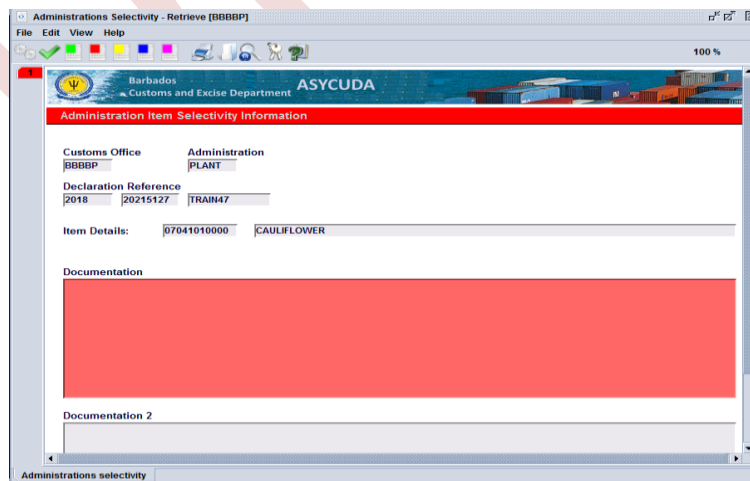 Administrations Selectivity - Retrieve [BBBBP]
File Edit View Help
100 %
1
Barbados
Customs and Excise Department
ASYCUDA
Administration Item Selectivity Information
Customs Office Administration
BBBBP PLANT
Declaration Reference
2018 20215127 TRAIN47
Item Details: 07041010000 CAULIFLOWER
Documentation
Documentation 2
Administrations selectivity